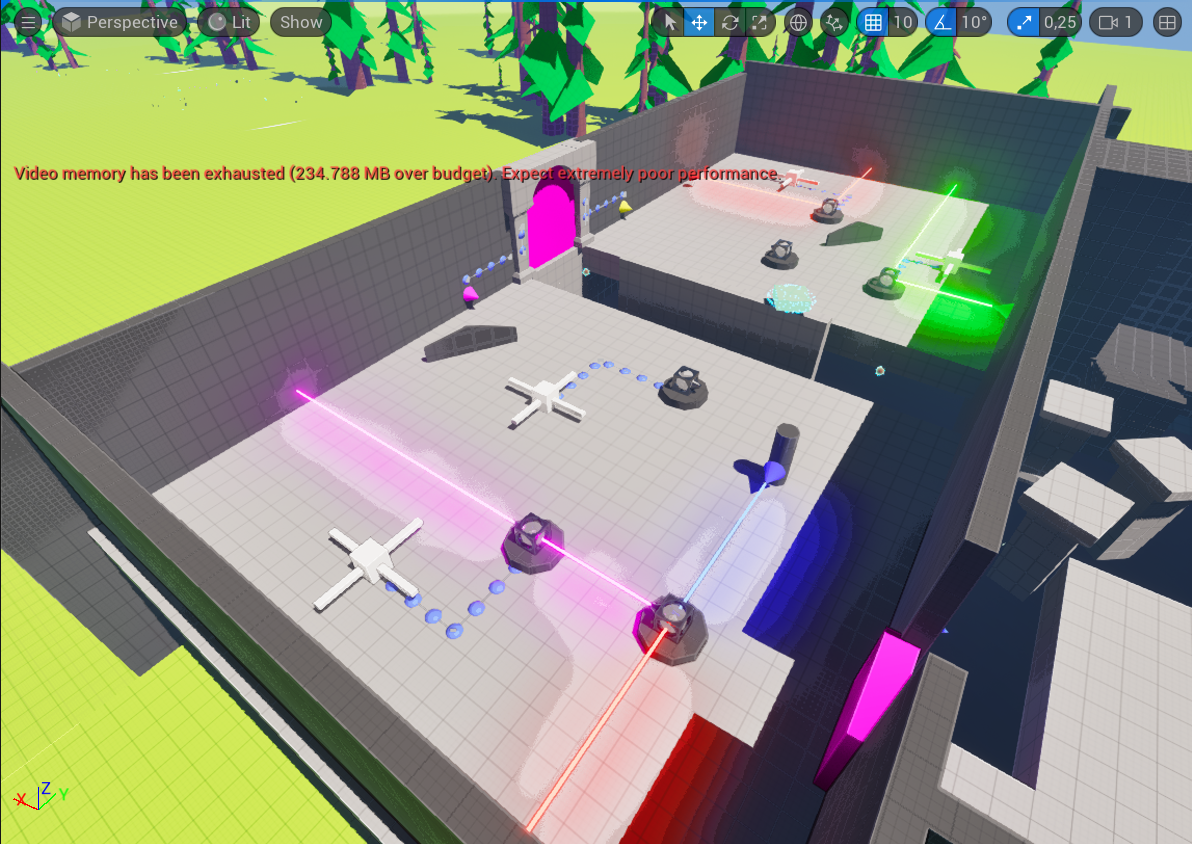 Perspective Lit Show 10 10° 0,25 1
Video memory has been exhausted (234.788 MB over budget). Expect extremely poor performance.
Z
X Y